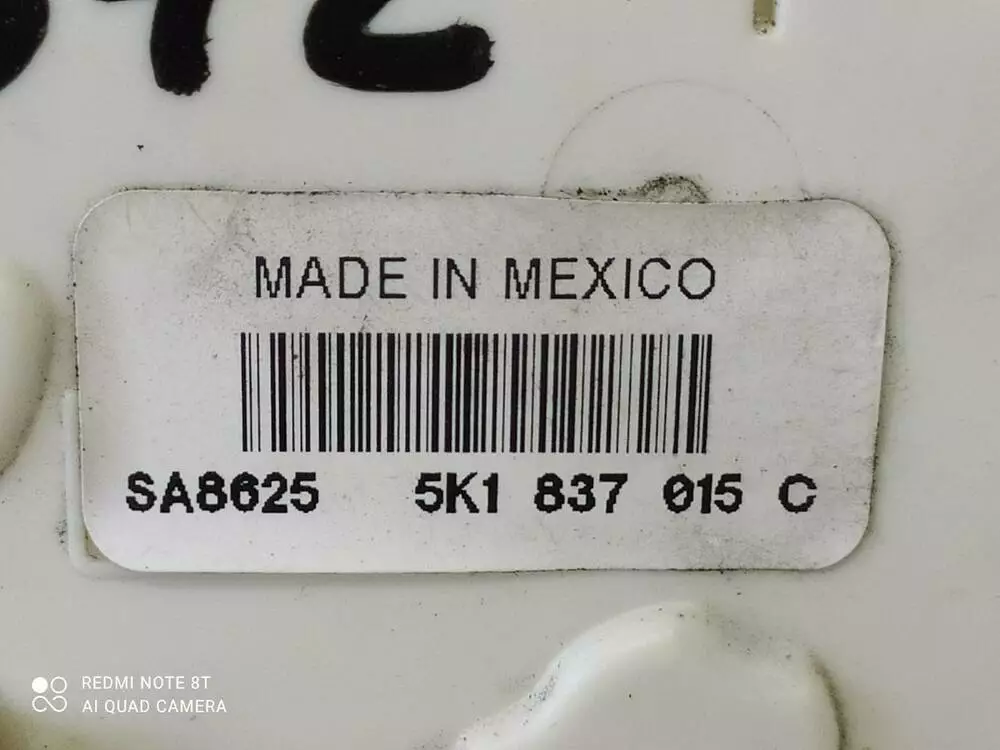 MADE IN MEXICO
SA8625 5K1 837 015 C
REDMI NOTE 8T
AI QUAD CAMERA